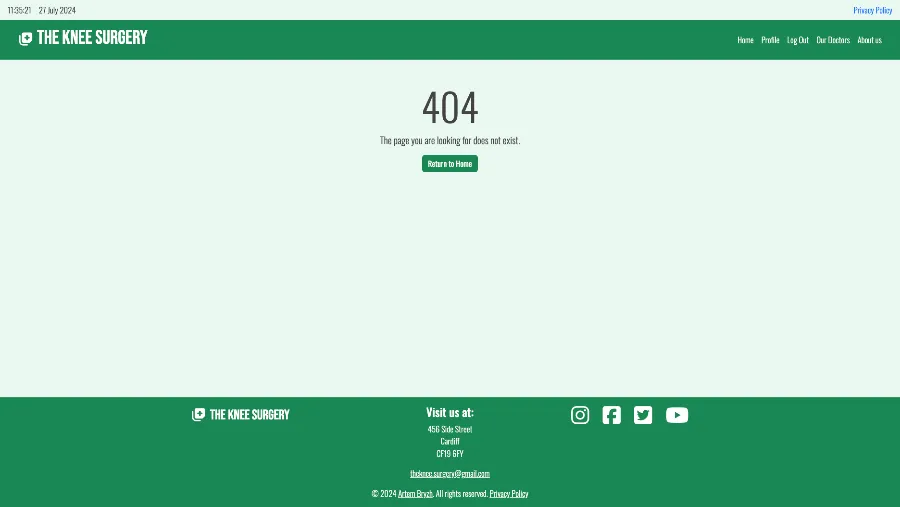 11:35:21 27 July 2024 Privacy Policy
THE KNEE SURGERY
Home Profile Log Out Our Doctors About us
404
The page you are looking for does not exist.
Return to Home
THE KNEE SURGERY
Visit us at:
456 Side Street
Cardiff
CF19 6FY
theknee.surgery@gmail.com
© 2024 Artem Bryzh. All rights reserved. Privacy Policy